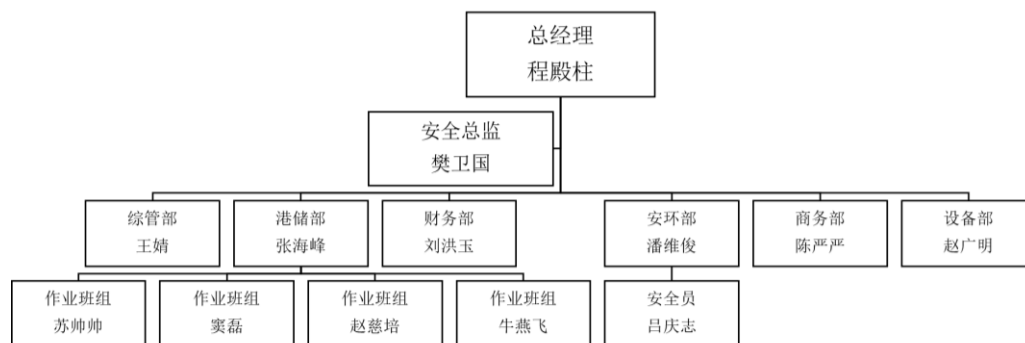 总经理
程殿柱
安全总监
樊卫国
综管部
王婧
港储部
张海峰
财务部
刘洪玉
安环部
潘维俊
商务部
陈严严
设备部
赵广明
作业班组
苏帅帅
作业班组
窦磊
作业班组
赵慈培
作业班组
牛燕飞
安全员
吕庆志